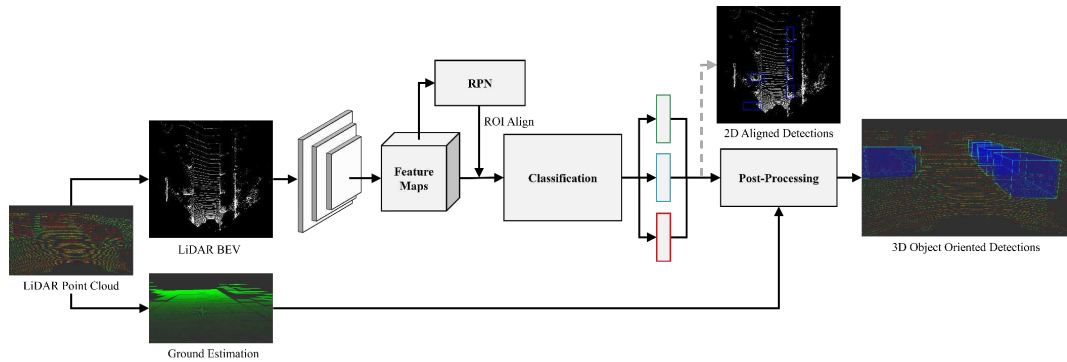 RPN
ROI Align
2D Aligned Detections
Feature
Maps
Classification
Post-Processing
LiDAR BEV
3D Object Oriented Detections
LiDAR Point Cloud
Ground Estimation